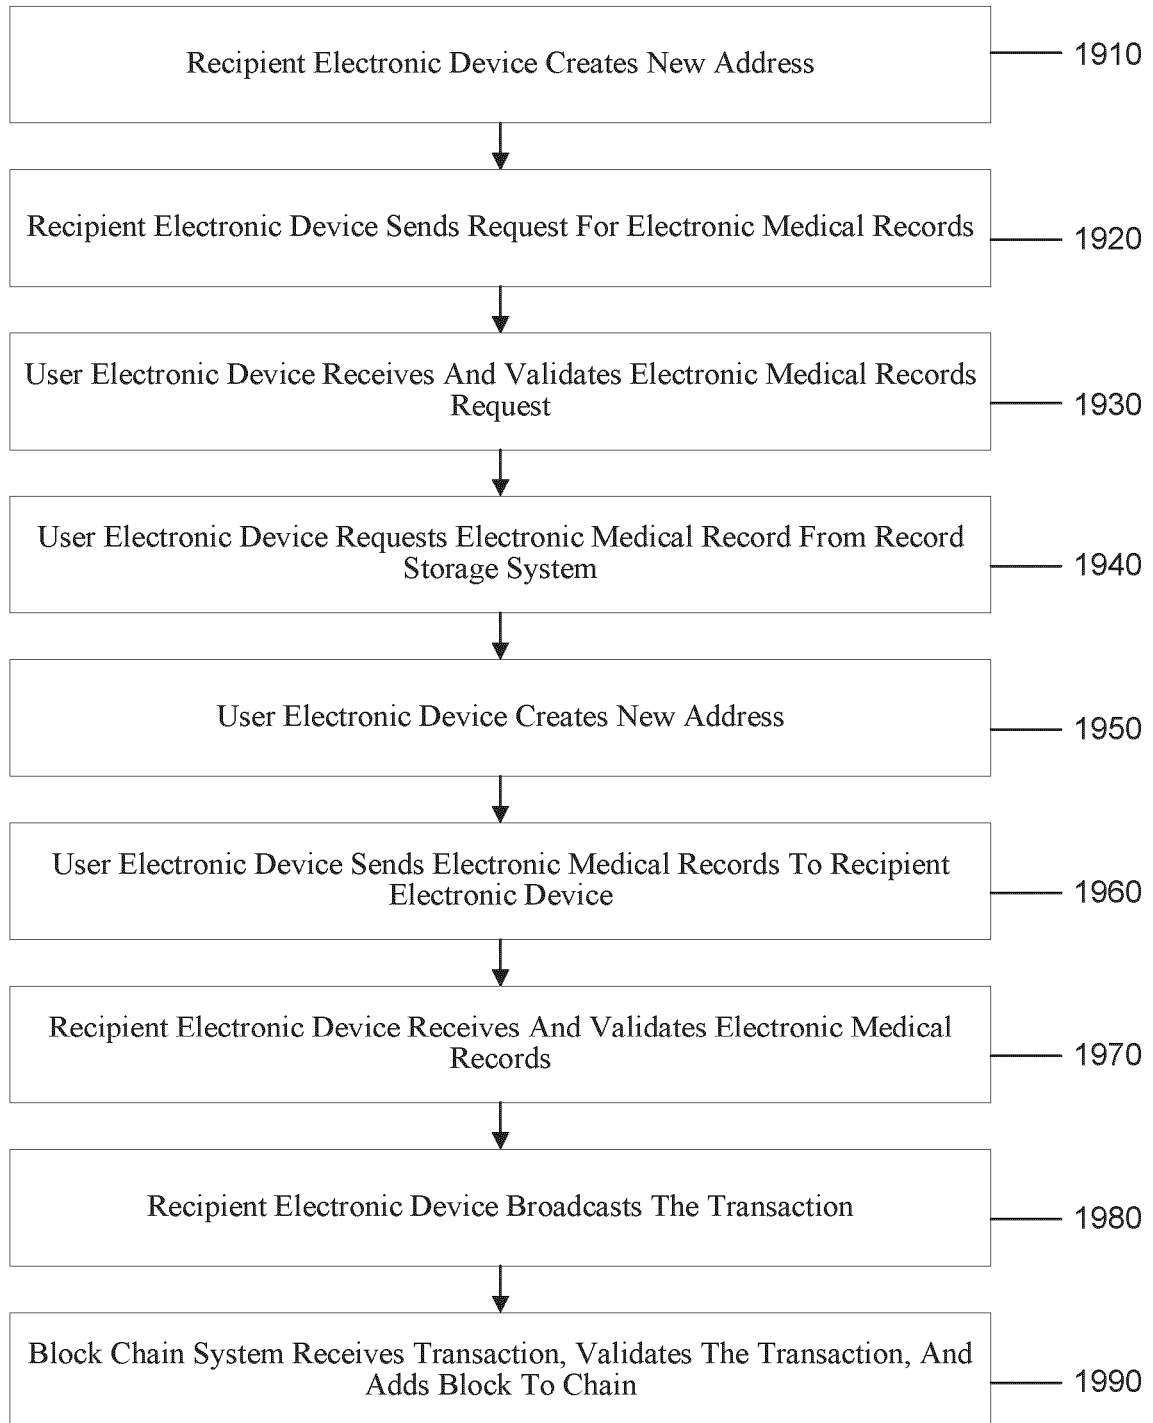 Recipient Electronic Device Creates New Address
1910
Recipient Electronic Device Sends Request For Electronic Medical Records
1920
User Electronic Device Receives And Validates Electronic Medical Records
Request
1930
User Electronic Device Requests Electronic Medical Record From Record
Storage System
1940
User Electronic Device Creates New Address
1950
User Electronic Device Sends Electronic Medical Records To Recipient
Electronic Device
1960
Recipient Electronic Device Receives And Validates Electronic Medical
Records
1970
Recipient Electronic Device Broadcasts The Transaction
1980
Block Chain System Receives Transaction, Validates The Transaction, And
Adds Block To Chain
1990